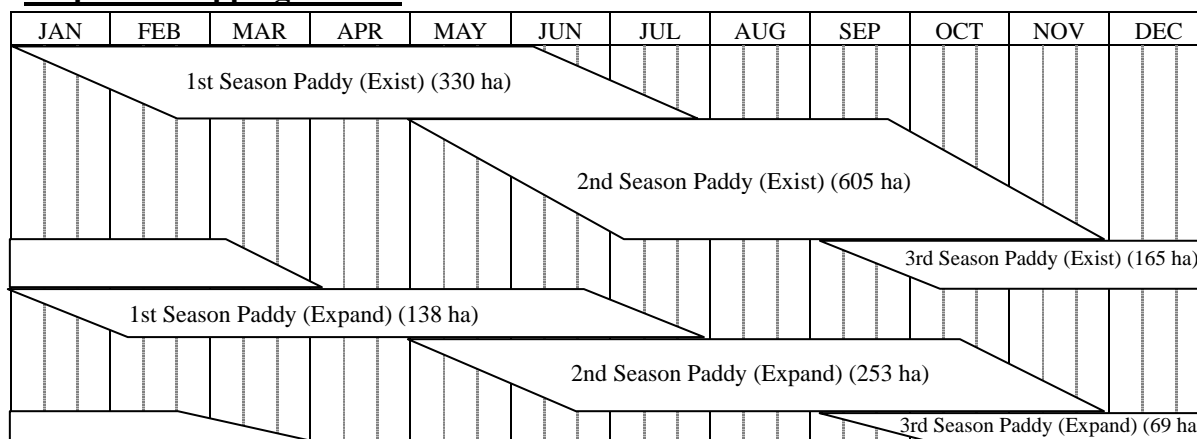 JAN FEB MAR APR MAY JUN JUL AUG SEP OCT NOV DEC
1st Season Paddy (Exist) (330 ha)
2nd Season Paddy (Exist) (605 ha)
3rd Season Paddy (Exist) (165 ha)
1st Season Paddy (Expand) (138 ha)
2nd Season Paddy (Expand) (253 ha)
3rd Season Paddy (Expand) (69 ha